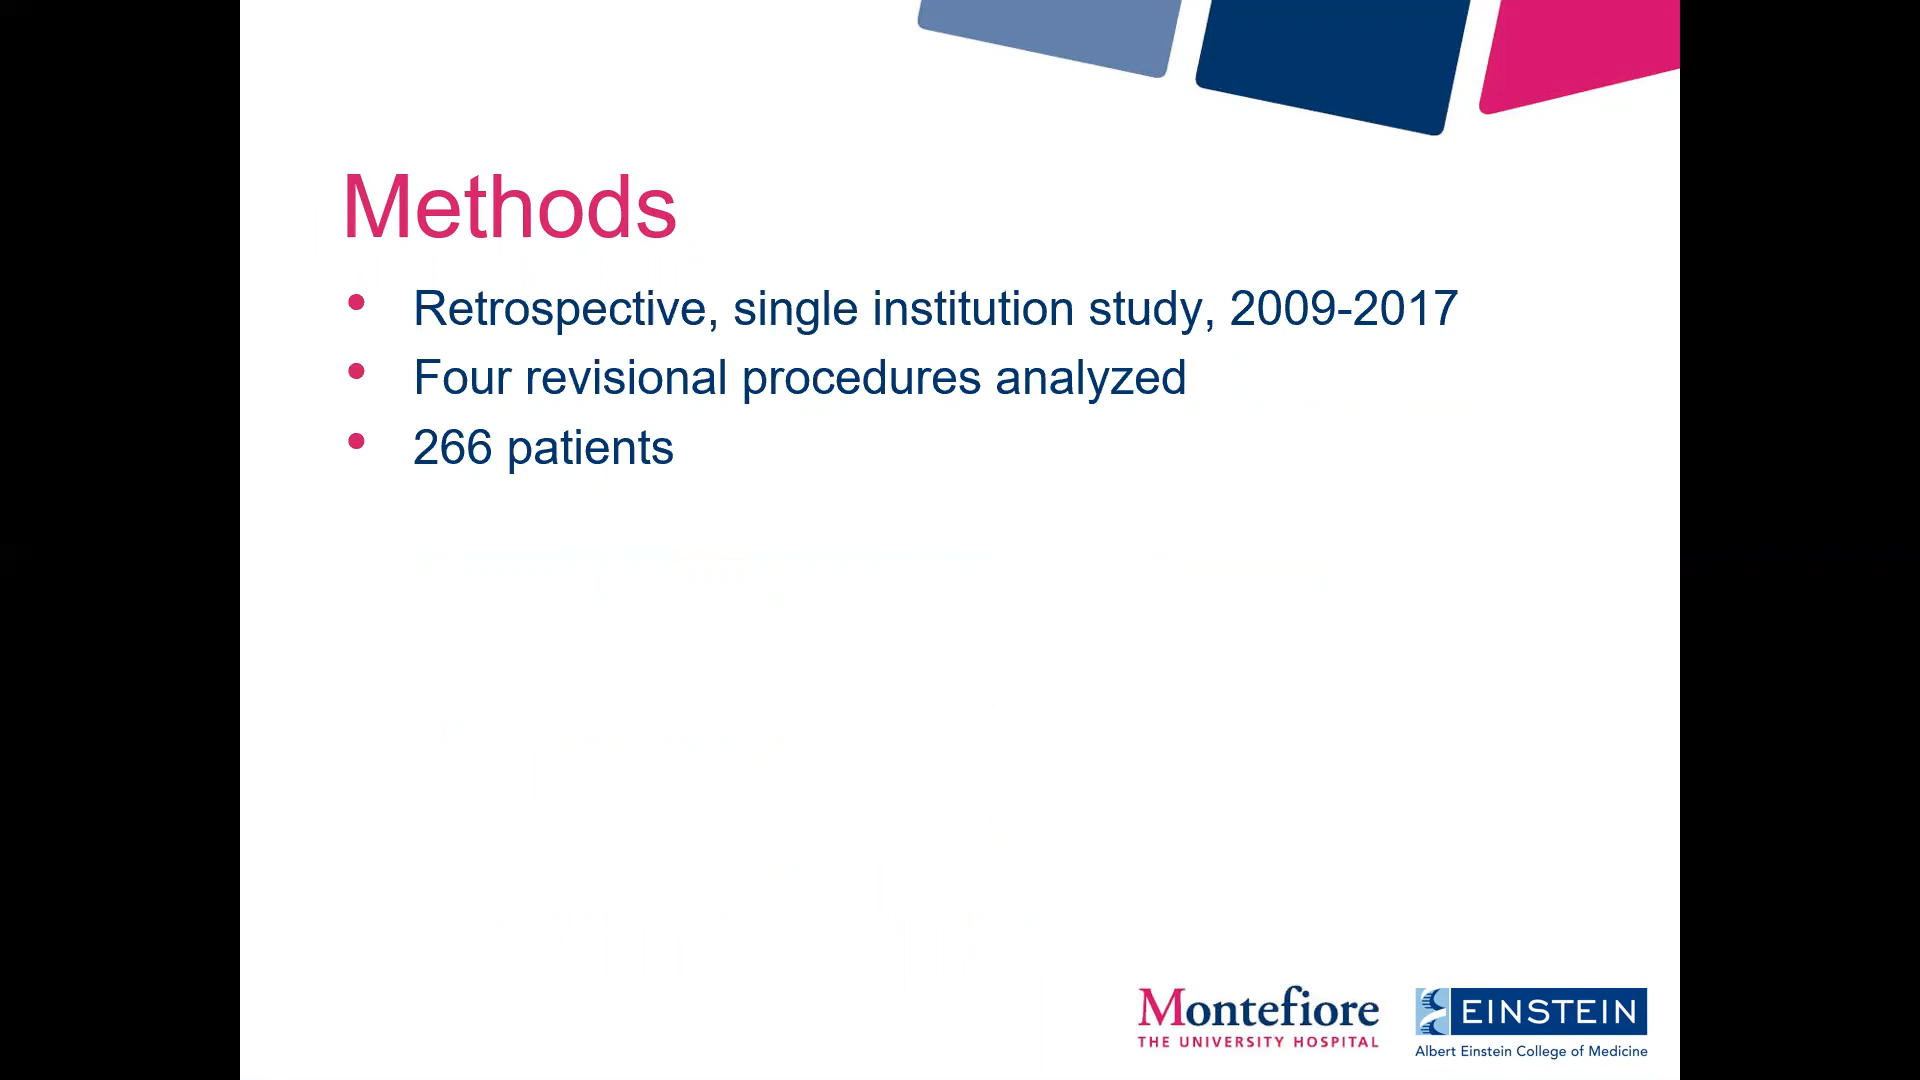 Methods
• Retrospective, single institution study, 2009-2017
• Four revisional procedures analyzed
• 266 patients
Montefiore
THE UNIVERSITY HOSPITAL
EINSTEIN
Albert Einstein College of Medicine